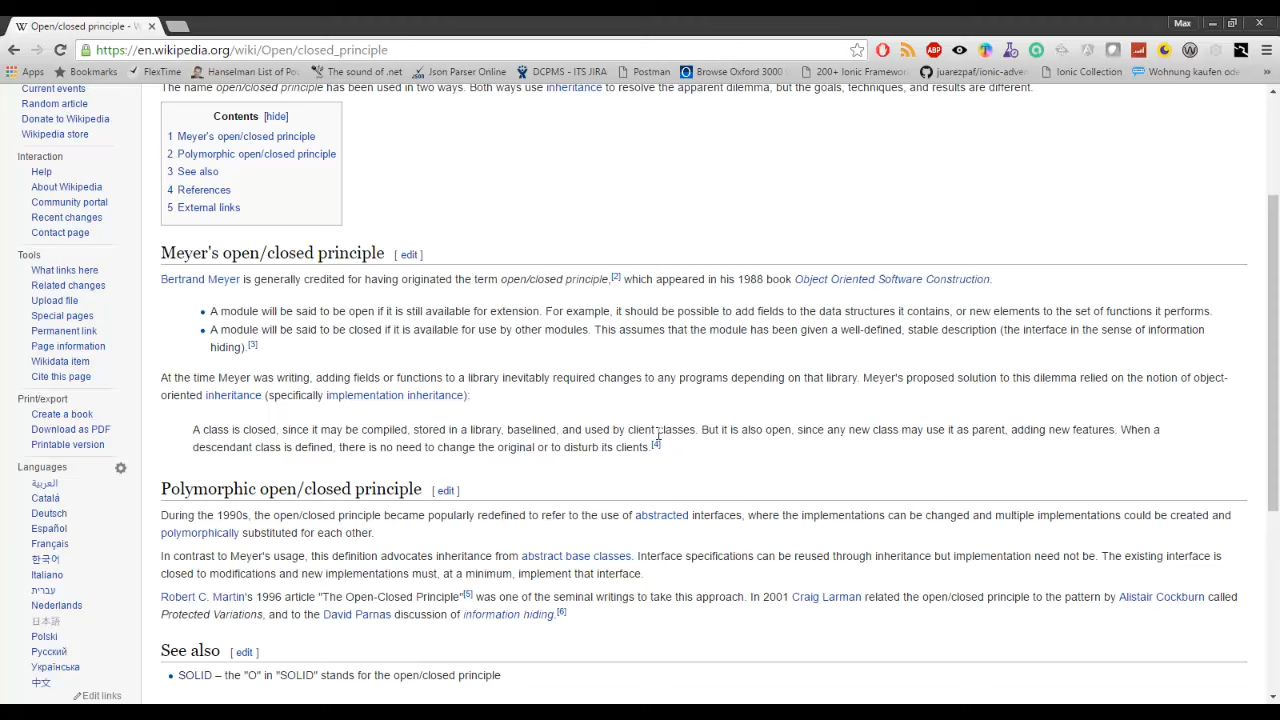 Open/closed principle - W
Max
https://en.wikipedia.org/wiki/Open/closed_principle
ABP
Apps
Bookmarks
FlexTime
Hanselman List of Po
The sound of .net
Json Parser Online
DCPMS - ITS JIRA
Postman
Browse Oxford 3000
200+ Ionic Framewor
juarezpaf/ionic-adve
Ionic Collection
Wohnung kaufen ode
»
Current events
Random article
Donate to Wikipedia
Wikipedia store
Interaction
Help
About Wikipedia
Community portal
Recent changes
Contact page
Tools
What links here
Related changes
Upload file
Special pages
Permanent link
Page information
Wikidata item
Cite this page
Print/export
Create a book
Download as PDF
Printable version
Languages
العربية
Català
Deutsch
Español
Français
한국어
Italiano
עברית
Nederlands
日本語
Polski
Русский
Українська
中文
Edit links
The name open/closed principle has been used in two ways. Both ways use inheritance to resolve the apparent dilemma, but the goals, techniques, and results are different.
Contents [hide]
1 Meyer's open/closed principle
2 Polymorphic open/closed principle
3 See also
4 References
5 External links
Meyer's open/closed principle [ edit ]
Bertrand Meyer is generally credited for having originated the term open/closed principle,[2] which appeared in his 1988 book Object Oriented Software Construction.
• A module will be said to be open if it is still available for extension. For example, it should be possible to add fields to the data structures it contains, or new elements to the set of functions it performs.
• A module will be said to be closed if it is available for use by other modules. This assumes that the module has been given a well-defined, stable description (the interface in the sense of information
hiding).[3]
At the time Meyer was writing, adding fields or functions to a library inevitably required changes to any programs depending on that library. Meyer's proposed solution to this dilemma relied on the notion of object-
oriented inheritance (specifically implementation inheritance):
A class is closed, since it may be compiled, stored in a library, baselined, and used by client classes. But it is also open, since any new class may use it as parent, adding new features. When a
descendant class is defined, there is no need to change the original or to disturb its clients.[4]
Polymorphic open/closed principle [ edit ]
During the 1990s, the open/closed principle became popularly redefined to refer to the use of abstracted interfaces, where the implementations can be changed and multiple implementations could be created and
polymorphically substituted for each other.
In contrast to Meyer's usage, this definition advocates inheritance from abstract base classes. Interface specifications can be reused through inheritance but implementation need not be. The existing interface is
closed to modifications and new implementations must, at a minimum, implement that interface.
Robert C. Martin's 1996 article "The Open-Closed Principle"[5] was one of the seminal writings to take this approach. In 2001 Craig Larman related the open/closed principle to the pattern by Alistair Cockburn called
Protected Variations, and to the David Parnas discussion of information hiding.[6]
See also [ edit ]
• SOLID – the "O" in "SOLID" stands for the open/closed principle